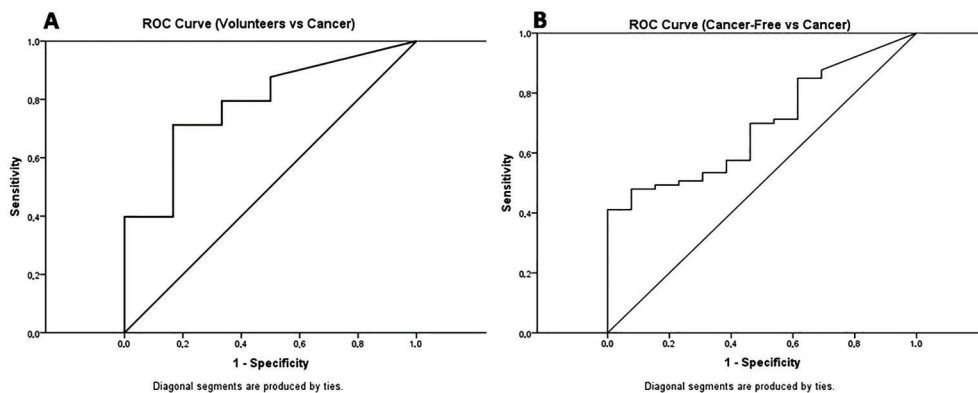 A
ROC Curve (Volunteers vs Cancer)
1,0
0,8
0,6
0,4
0,2
0,0
Sensitivity
0,0 0,2 0,4 0,6 0,8 1,0
1 - Specificity
Diagonal segments are produced by ties.
B
ROC Curve (Cancer-Free vs Cancer)
1,0
0,8
0,6
0,4
0,2
0,0
Sensitivity
0,0 0,2 0,4 0,6 0,8 1,0
1 - Specificity
Diagonal segments are produced by ties.